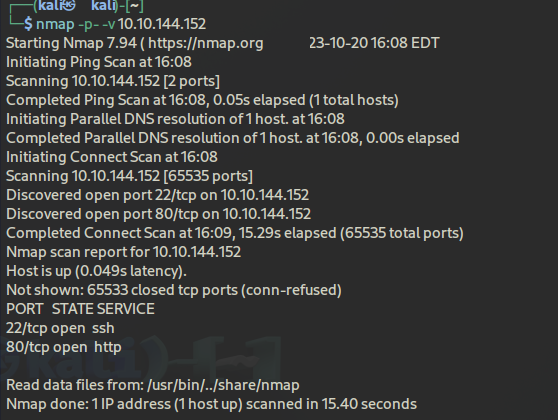 (kali㉿ kali)-[~]
$ nmap -p- -v 10.10.144.152
Starting Nmap 7.94 ( https://nmap.org 23-10-20 16:08 EDT
Initiating Ping Scan at 16:08
Scanning 10.10.144.152 [2 ports]
Completed Ping Scan at 16:08, 0.05s elapsed (1 total hosts)
Initiating Parallel DNS resolution of 1 host. at 16:08
Completed Parallel DNS resolution of 1 host. at 16:08, 0.00s elapsed
Initiating Connect Scan at 16:08
Scanning 10.10.144.152 [65535 ports]
Discovered open port 22/tcp on 10.10.144.152
Discovered open port 80/tcp on 10.10.144.152
Completed Connect Scan at 16:09, 15.29s elapsed (65535 total ports)
Nmap scan report for 10.10.144.152
Host is up (0.049s latency).
Not shown: 65533 closed tcp ports (conn-refused)
PORT STATE SERVICE
22/tcp open ssh
80/tcp open http
Read data files from: /usr/bin/../share/nmap
Nmap done: 1 IP address (1 host up) scanned in 15.40 seconds